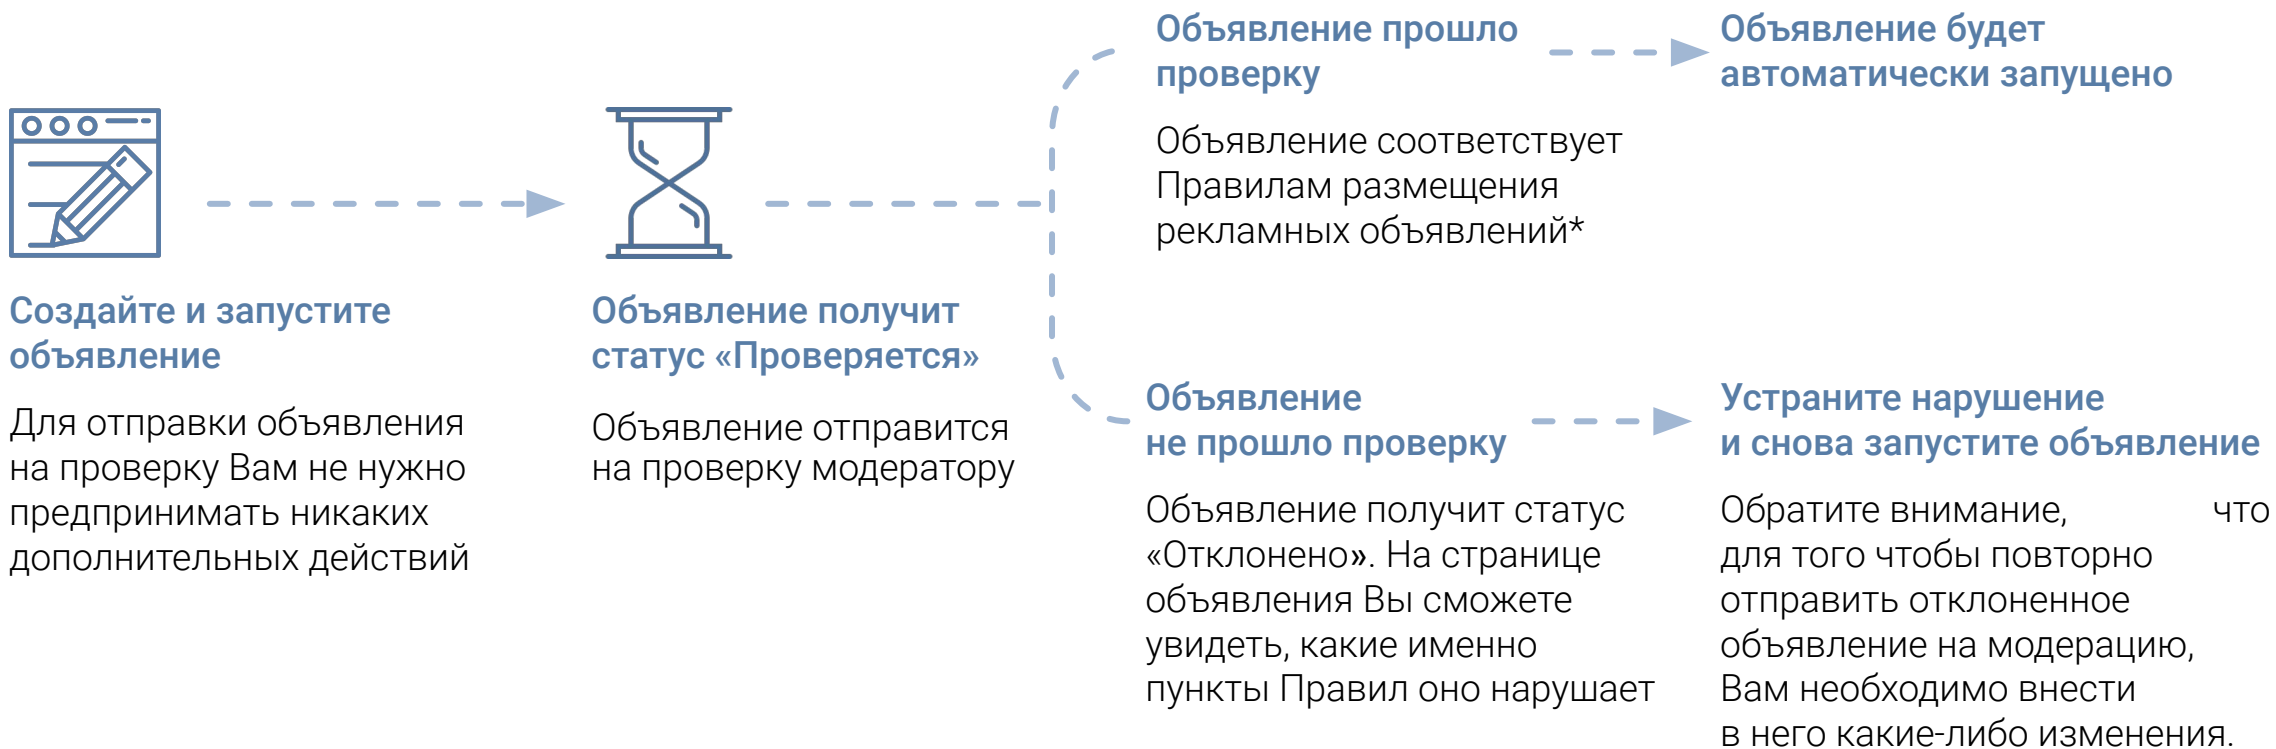 Создайте и запустите
объявление
Для отправки объявления
на проверку Вам не нужно
предпринимать никаких
дополнительных действий
Объявление получит
статус «Проверяется»
Объявление отправится
на проверку модератору
Объявление прошло
проверку
Объявление соответствует
Правилам размещения
рекламных объявлений*
Объявление будет
автоматически запущено
Объявление
не прошло проверку
Объявление получит статус
«Отклонено». На странице
объявления Вы сможете
увидеть, какие именно
пункты Правил оно нарушает
Устраните нарушение
и снова запустите объявление
Обратите внимание, что
для того чтобы повторно
отправить отклоненное
объявление на модерацию,
Вам необходимо внести
в него какие-либо изменения.